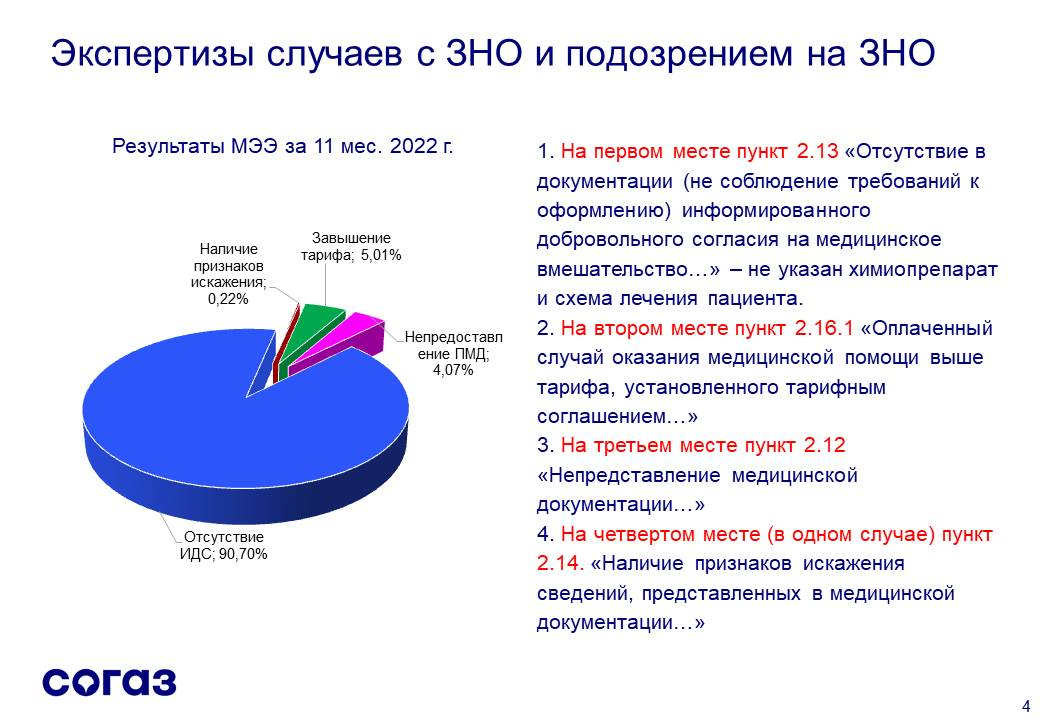 Экспертизы случаев с ЗНО и подозрением на ЗНО
Результаты МЭЭ за 11 мес. 2022 г.
Наличие
признаков
искажения;
0,22%
Завышение
тарифа; 5,01%
Непредоставл
ение ПМД;
4,07%
Отсутствие
ИДС; 90,70%
1. На первом месте пункт 2.13 «Отсутствие в
документации (не соблюдение требований к
оформлению) информированного
добровольного согласия на медицинское
вмешательство…» – не указан химиопрепарат
и схема лечения пациента.
2. На втором месте пункт 2.16.1 «Оплаченный
случай оказания медицинской помощи выше
тарифа, установленного тарифным
соглашением…»
3. На третьем месте пункт 2.12
«Непредставление медицинской
документации…»
4. На четвертом месте (в одном случае) пункт
2.14. «Наличие признаков искажения
сведений, представленных в медицинской
документации…»
согаз
4